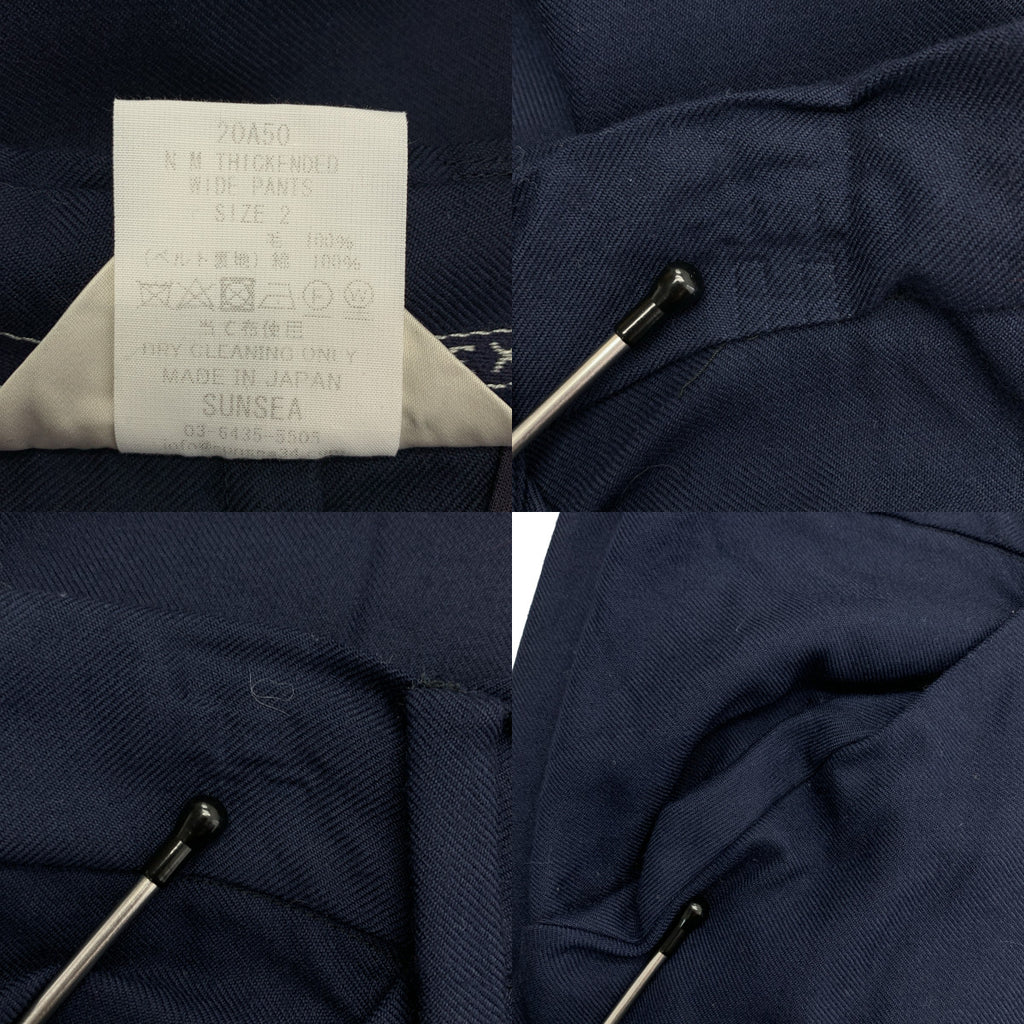 20A50
N M THICKENDED
WIDE PANTS
SIZE 2
毛 100%
(ベルト裏地) 綿 100%
当て布使用
DRY CLEANING ONLY
MADE IN JAPAN
SUNSEA
03-6435-5505